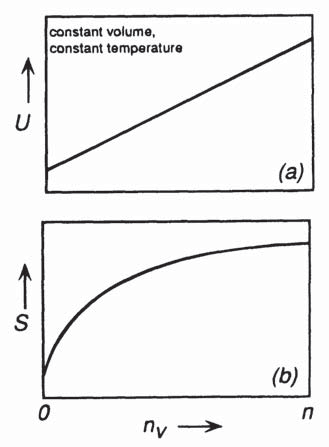 constant volume,
constant temperature
U
(a)
S
(b)
0
n_v
n